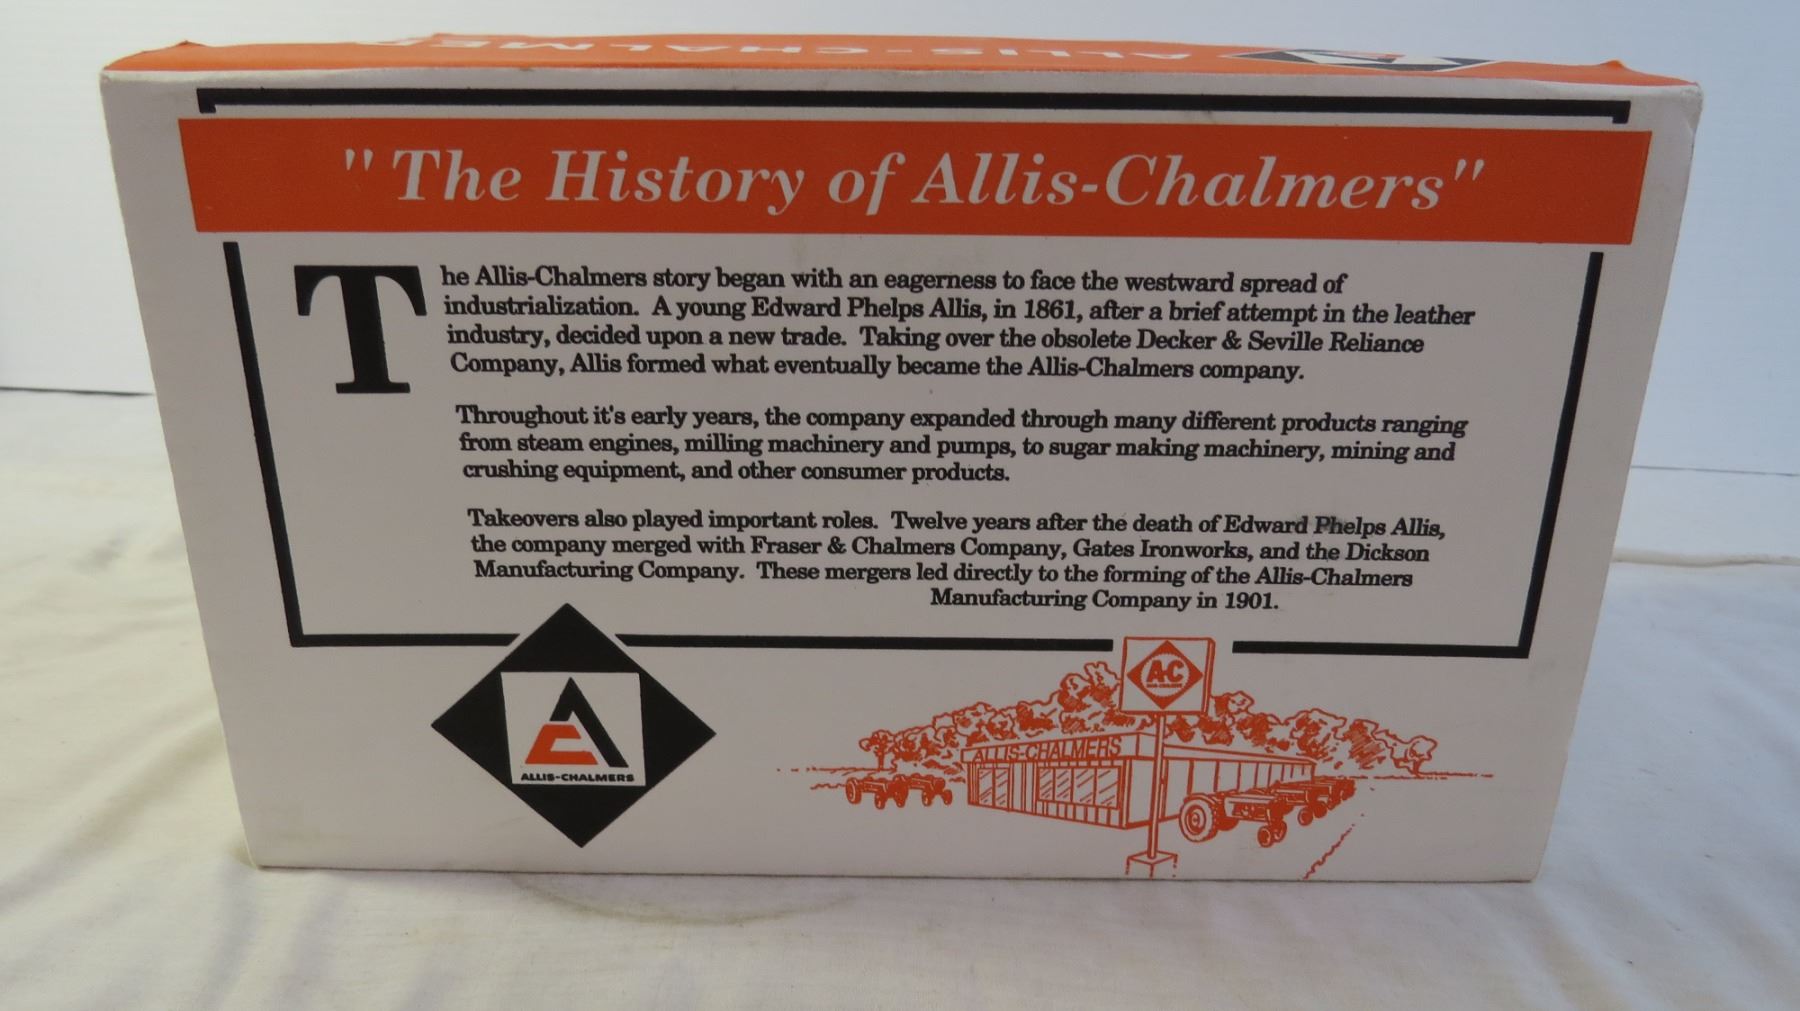 ALLIS-CHALMER
" The History of Allis-Chalmers"
The Allis-Chalmers story began with an eagerness to face the westward spread of
industrialization. A young Edward Phelps Allis, in 1861, after a brief attempt in the leather
industry, decided upon a new trade. Taking over the obsolete Decker & Seville Reliance
Company, Allis formed what eventually became the Allis-Chalmers company.
Throughout it's early years, the company expanded through many different products ranging
from steam engines, milling machinery and pumps, to sugar making machinery, mining and
crushing equipment, and other consumer products.
Takeovers also played important roles. Twelve years after the death of Edward Phelps Allis,
the company merged with Fraser & Chalmers Company, Gates Ironworks, and the Dickson
Manufacturing Company. These mergers led directly to the forming of the Allis-Chalmers
Manufacturing Company in 1901.
A-C
ALLIS-CHALMERS
ALLIS-CHALMERS